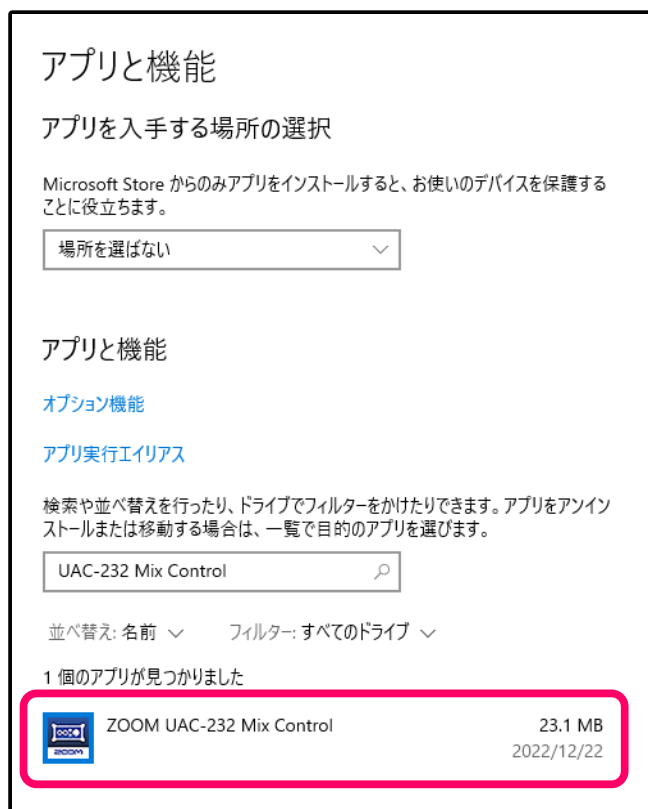 アプリと機能
アプリを入手する場所の選択
Microsoft Store からのみアプリをインストールすると、お使いのデバイスを保護する
ことに役立ちます。
場所を選ばない
アプリと機能
オプション機能
アプリ実行エイリアス
検索や並べ替えを行ったり、ドライブでフィルターをかけたりできます。アプリをアンイン
ストールまたは移動する場合は、一覧で目的のアプリを選びます。
UAC-232 Mix Control
並べ替え: 名前 フィルター: すべてのドライブ
1 個のアプリが見つかりました
ZOOM UAC-232 Mix Control 23.1 MB
ZOOM 2022/12/22